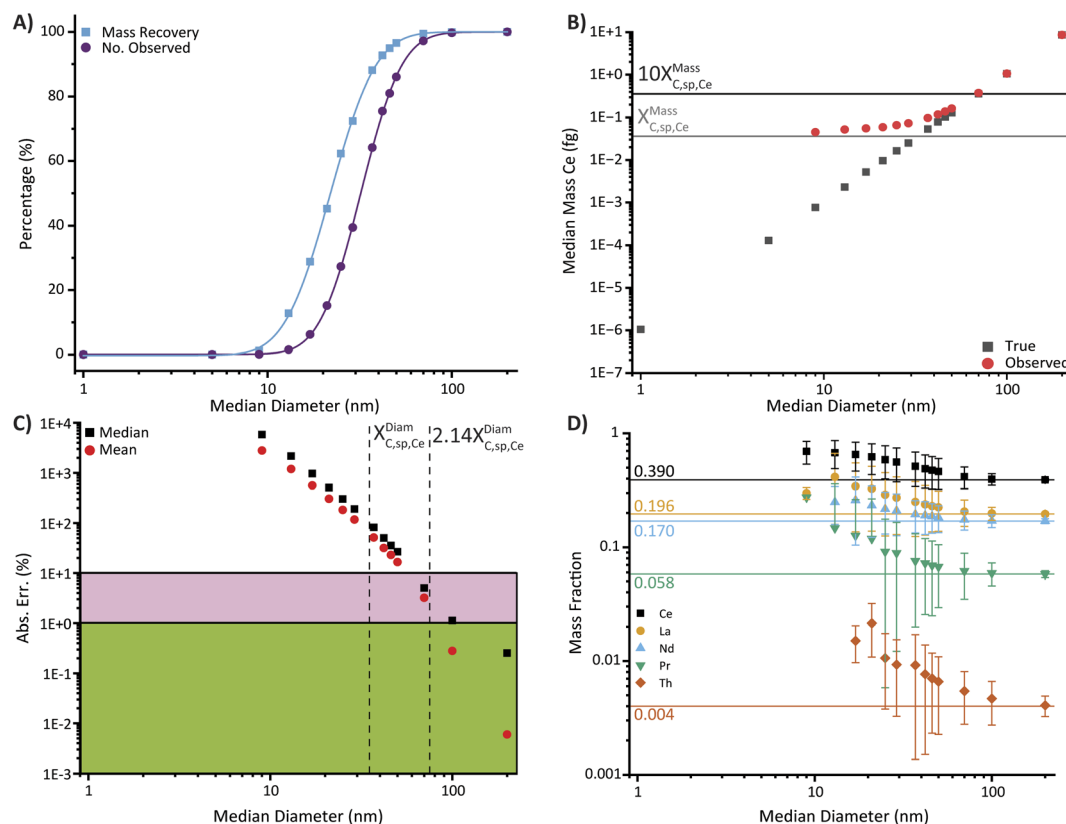 A)
Mass Recovery
No. Observed
100
80
60
40
20
0
Percentage (%)
1
10
100
Median Diameter (nm)
B)
1E+1
1E+0
1E-1
1E-2
1E-3
1E-4
1E-5
1E-6
1E-7
Median Mass Ce (fg)
10X^Mass_C,sp,Ce
X^Mass_C,sp,Ce
True
Observed
1
10
100
Median Diameter (nm)
C)
1E+4
1E+3
1E+2
1E+1
1E+0
1E-1
1E-2
1E-3
Abs. Err. (%)
Median
Mean
X^Diam_C,sp,Ce
2.14X^Diam_C,sp,Ce
1
10
100
Median Diameter (nm)
D)
1
0.1
0.01
0.001
Mass Fraction
0.390
0.196
0.170
0.058
Ce
La
Nd
Pr
Th
0.004
1
10
100
Median Diameter (nm)